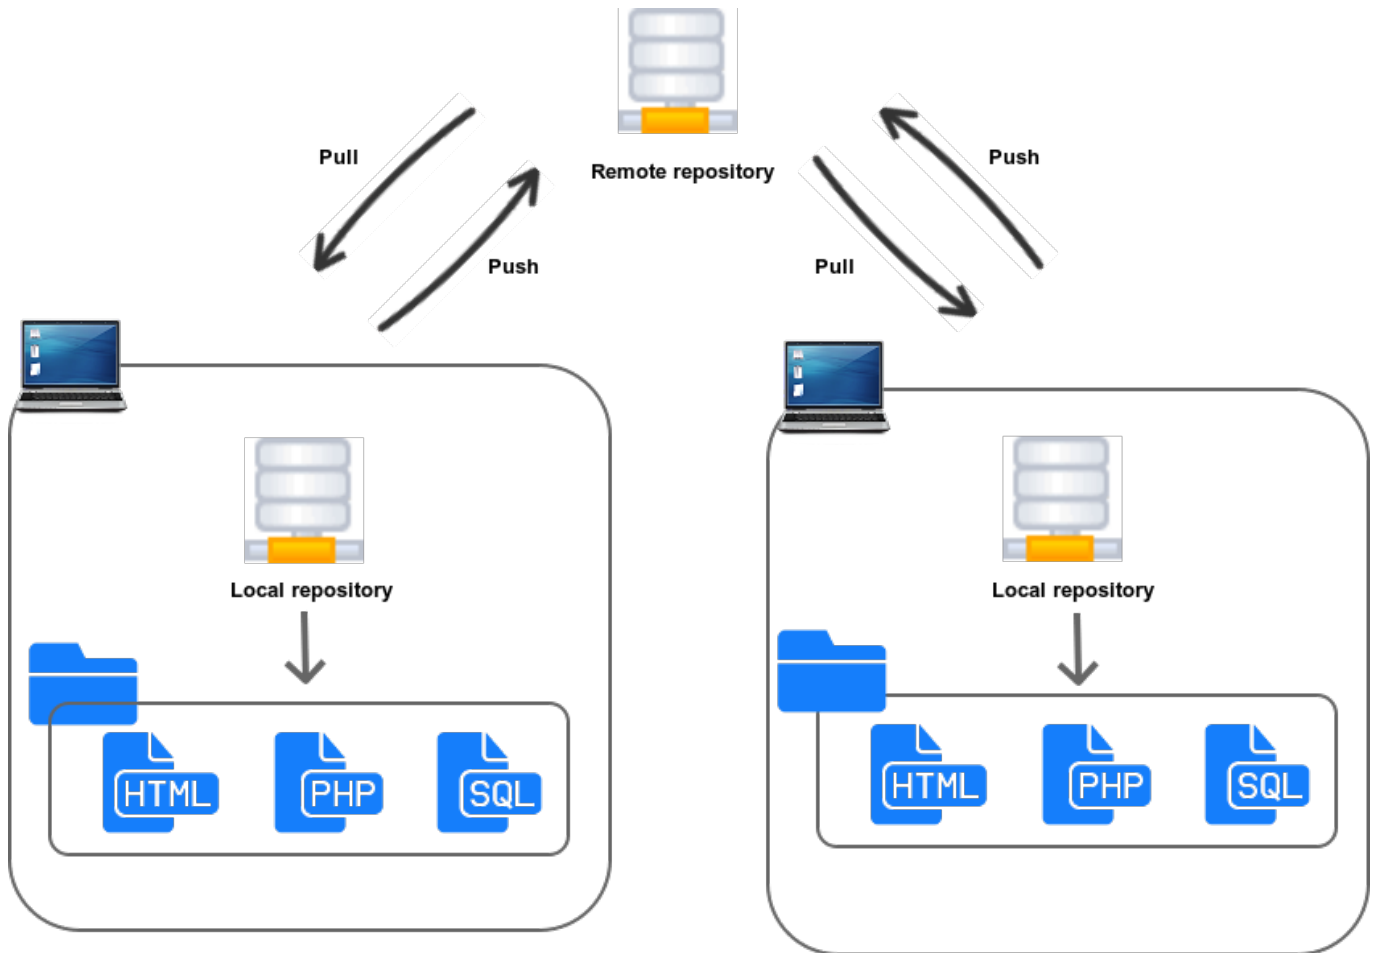 Remote repository
Pull
Push
Pull
Push
Local repository
HTML
PHP
SQL
Local repository
HTML
PHP
SQL